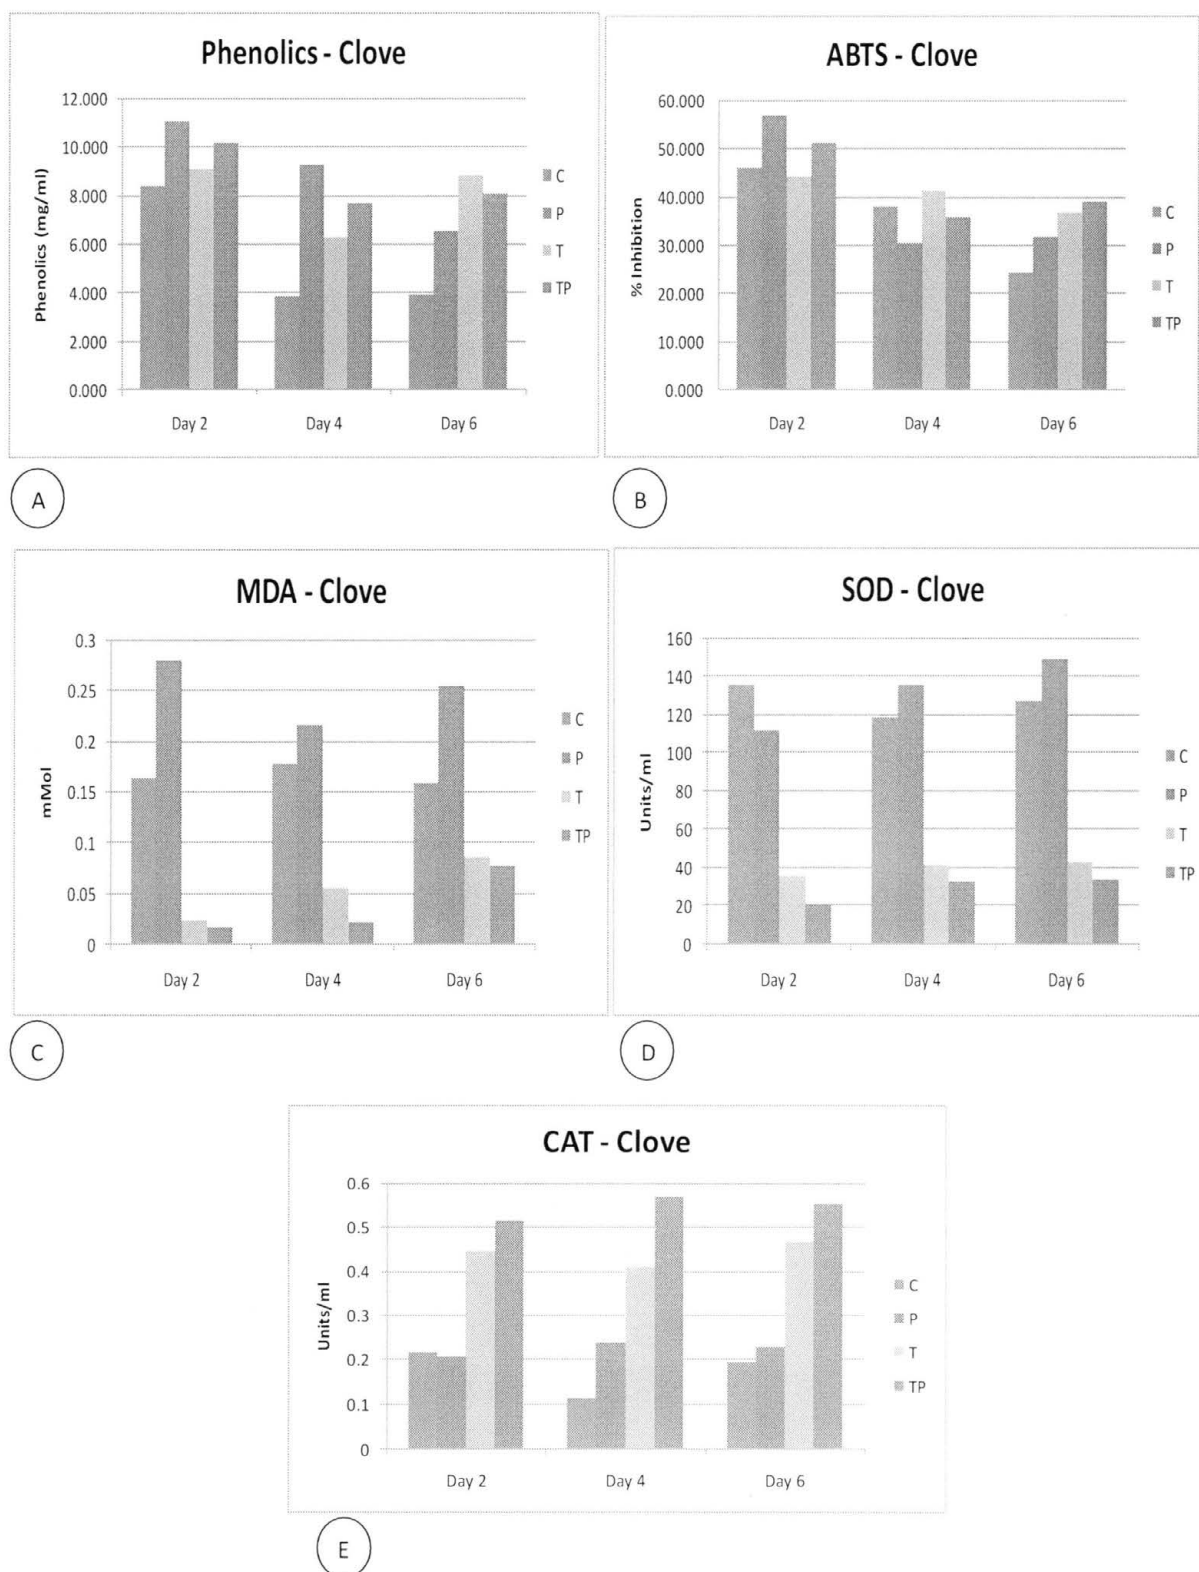 Phenolics - Clove
Phenolics (mg/ml)
12.000
10.000
8.000
6.000
4.000
2.000
0.000
Day 2
Day 4
Day 6
C
P
T
TP
A
ABTS - Clove
% Inhibition
60.000
50.000
40.000
30.000
20.000
10.000
0.000
Day 2
Day 4
Day 6
C
P
T
TP
B
MDA - Clove
mMol
0.3
0.25
0.2
0.15
0.1
0.05
0
Day 2
Day 4
Day 6
C
P
T
TP
C
SOD - Clove
Units/ml
160
140
120
100
80
60
40
20
0
Day 2
Day 4
Day 6
C
P
T
TP
D
CAT - Clove
Units/ml
0.6
0.5
0.4
0.3
0.2
0.1
0
Day 2
Day 4
Day 6
C
P
T
TP
E